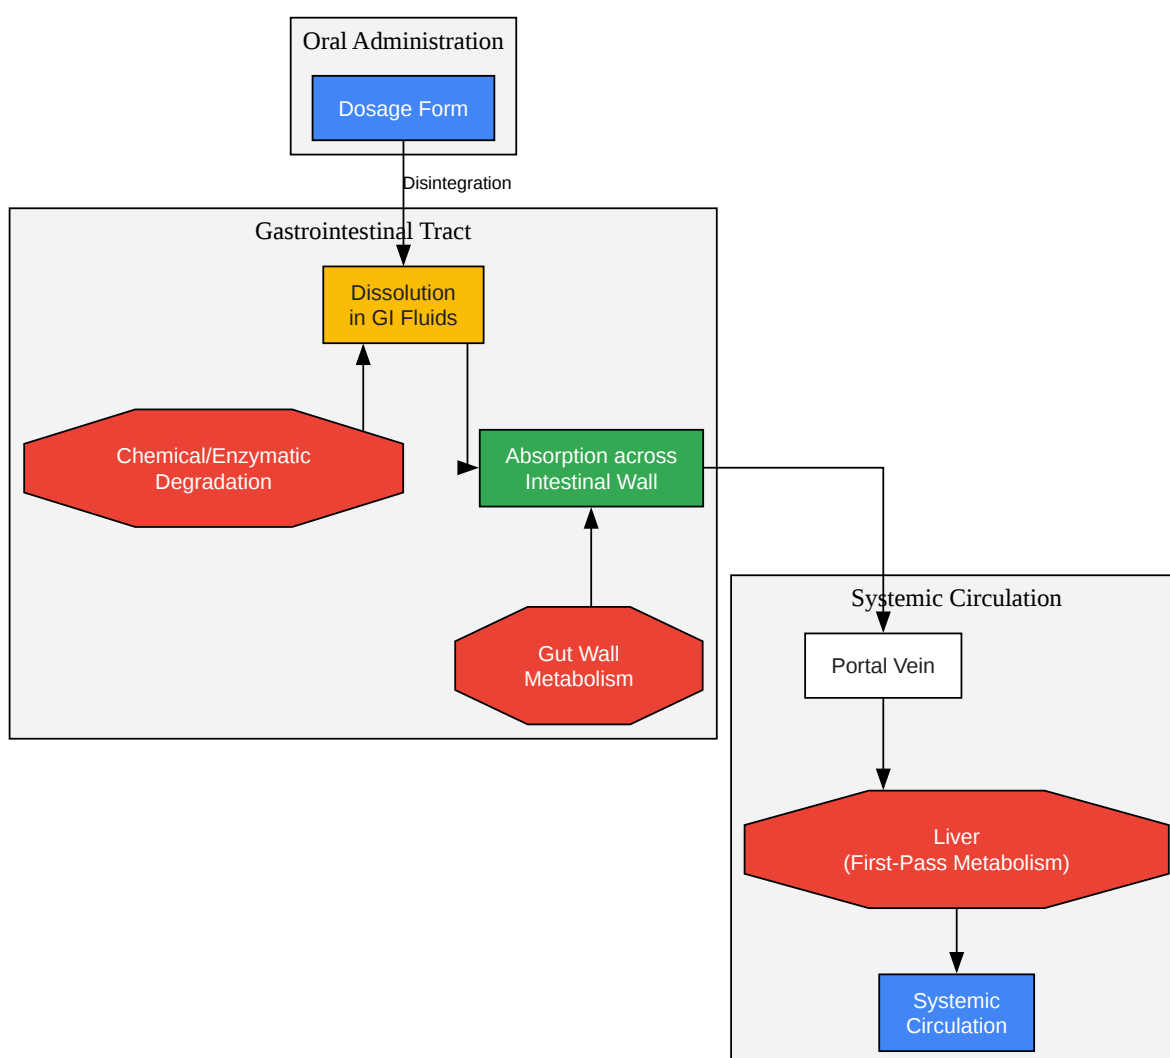 Oral Administration
Dosage Form
Disintegration
Gastrointestinal Tract
Dissolution
in GI Fluids
Chemical/Enzymatic
Degradation
Absorption across
Intestinal Wall
Gut Wall
Metabolism
Systemic Circulation
Portal Vein
Liver
(First-Pass Metabolism)
Systemic
Circulation